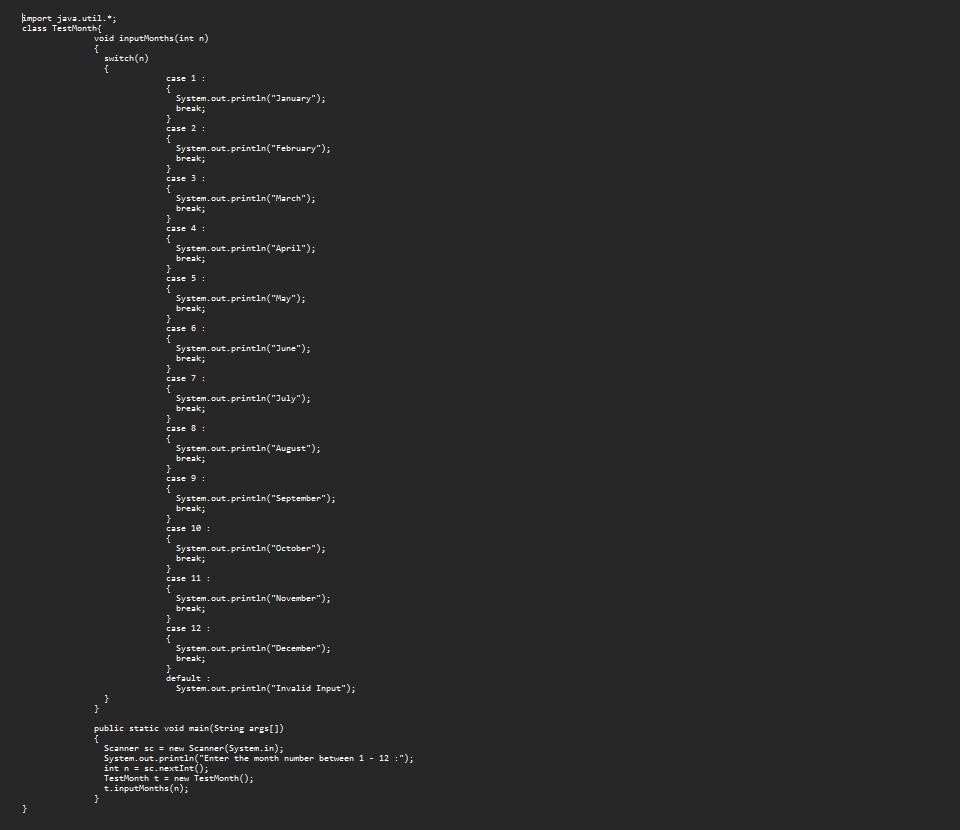 import java.util.*;
class TestMonth{
void inputMonths(int n)
{
switch(n)
{
case 1 :
{
System.out.println("January");
break;
}
case 2 :
{
System.out.println("February");
break;
}
case 3 :
{
System.out.println("March");
break;
}
case 4 :
{
System.out.println("April");
break;
}
case 5 :
{
System.out.println("May");
break;
}
case 6 :
{
System.out.println("June");
break;
}
case 7 :
{
System.out.println("July");
break;
}
case 8 :
{
System.out.println("August");
break;
}
case 9 :
{
System.out.println("September");
break;
}
case 10 :
{
System.out.println("October");
break;
}
case 11 :
{
System.out.println("November");
break;
}
case 12 :
{
System.out.println("December");
break;
}
default :
System.out.println("Invalid Input");
}
}
public static void main(String args[])
{
Scanner sc = new Scanner(System.in);
System.out.println("Enter the month number between 1 - 12 :");
int n = sc.nextInt();
TestMonth t = new TestMonth();
t.inputMonths(n);
}
}